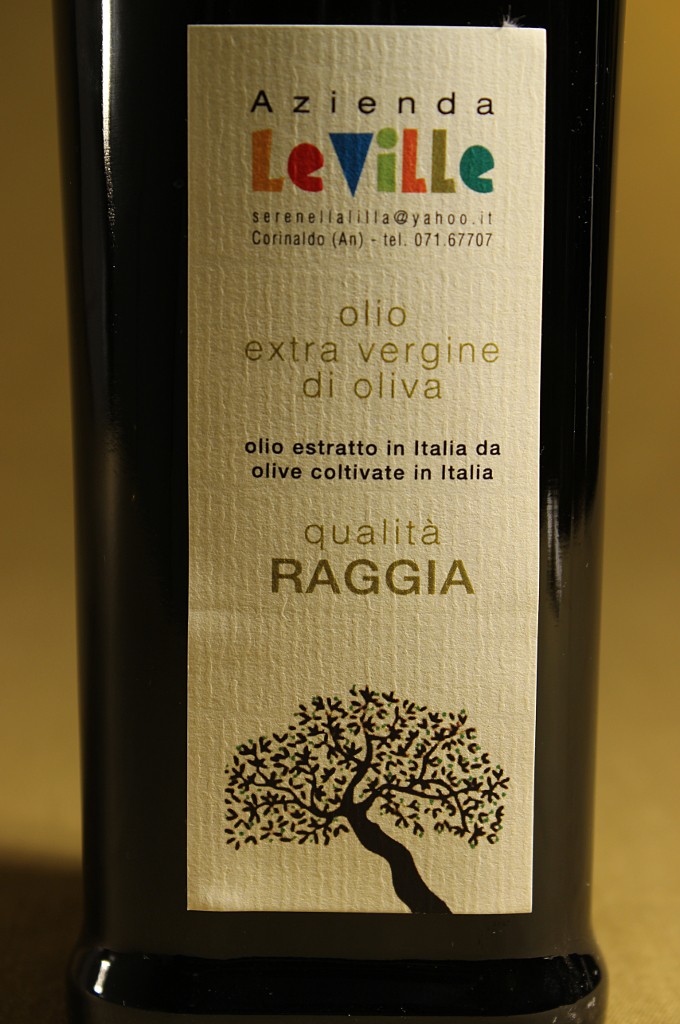 Azienda
LeViLLe
serenellalilla@yahoo.it
Corinaldo (An) - tel. 071.67707
olio
extra vergine
di oliva
olio estratto in Italia da
olive coltivate in Italia
qualità
RAGGIA